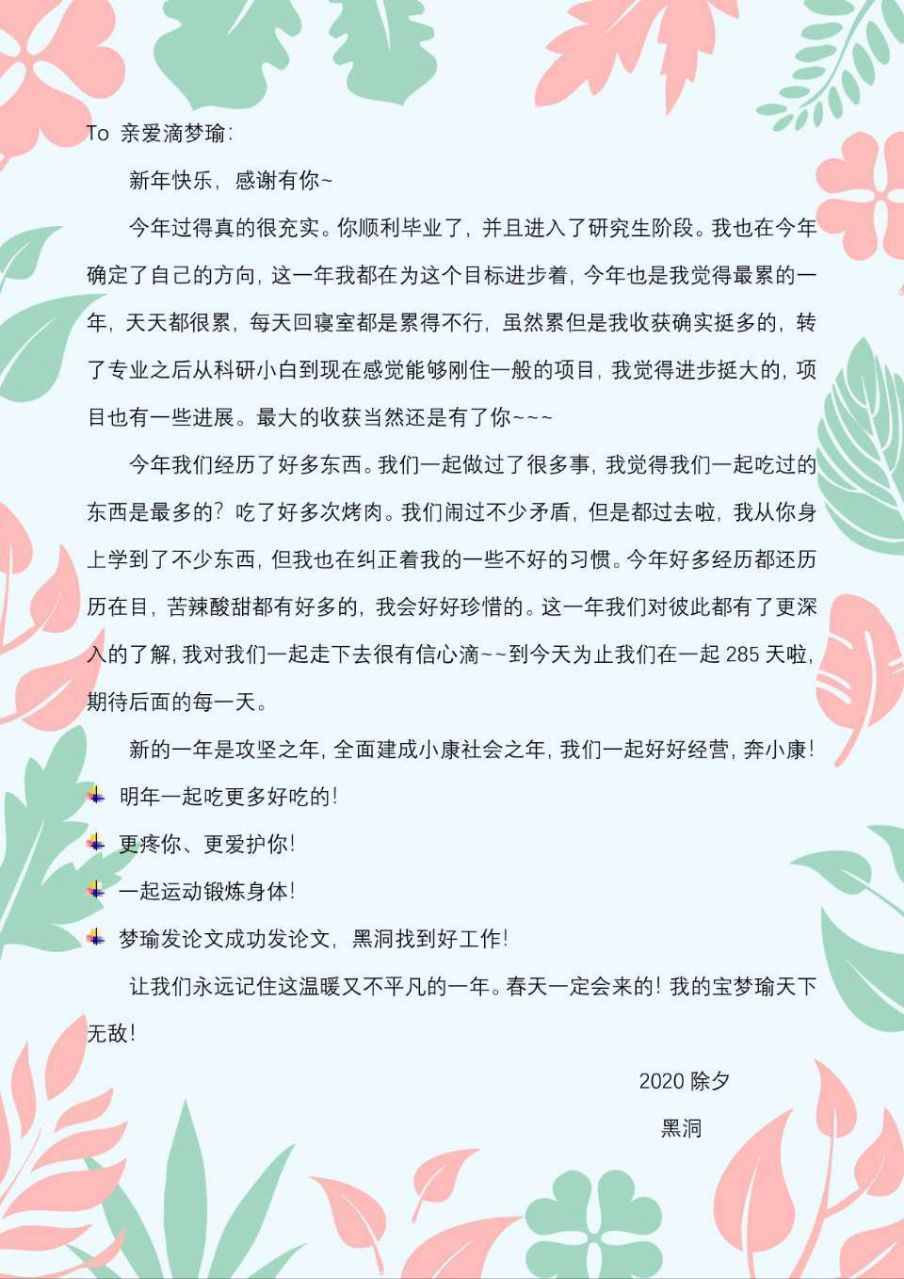 To 亲爱滴梦瑜：
新年快乐，感谢有你~
今年过得真的很充实。你顺利毕业了，并且进入了研究生阶段。我也在今年
确定了自己的方向，这一年我都在为这个目标进步着，今年也是我觉得最累的一
年，天天都很累，每天回寝室都是累得不行，虽然累但是我收获确实挺多的，转
了专业之后从科研小白到现在感觉能够刚住一般的项目，我觉得进步挺大的，项
目也有一些进展。最大的收获当然还是有了你~~~
今年我们经历了好多东西。我们一起做过了很多事，我觉得我们一起吃过的
东西是最多的？吃了好多次烤肉。我们闹过不少矛盾，但是都过去啦，我从你身
上学到了不少东西，但我也在纠正着我的一些不好的习惯。今年好多经历都还历
历在目，苦辣酸甜都有好多的，我会好好珍惜的。这一年我们对彼此都有了更深
入的了解，我对我们一起走下去很有信心滴~~到今天为止我们在一起 285 天啦，
期待后面的每一天。
新的一年是攻坚之年，全面建成小康社会之年，我们一起好好经营，奔小康！
明年一起吃更多好吃的！
更疼你、更爱护你！
一起运动锻炼身体！
梦瑜发论文成功发论文，黑洞找到好工作！
让我们永远记住这温暖又不平凡的一年。春天一定会来的！我的宝梦瑜天下
无敌！
2020 除夕
黑洞